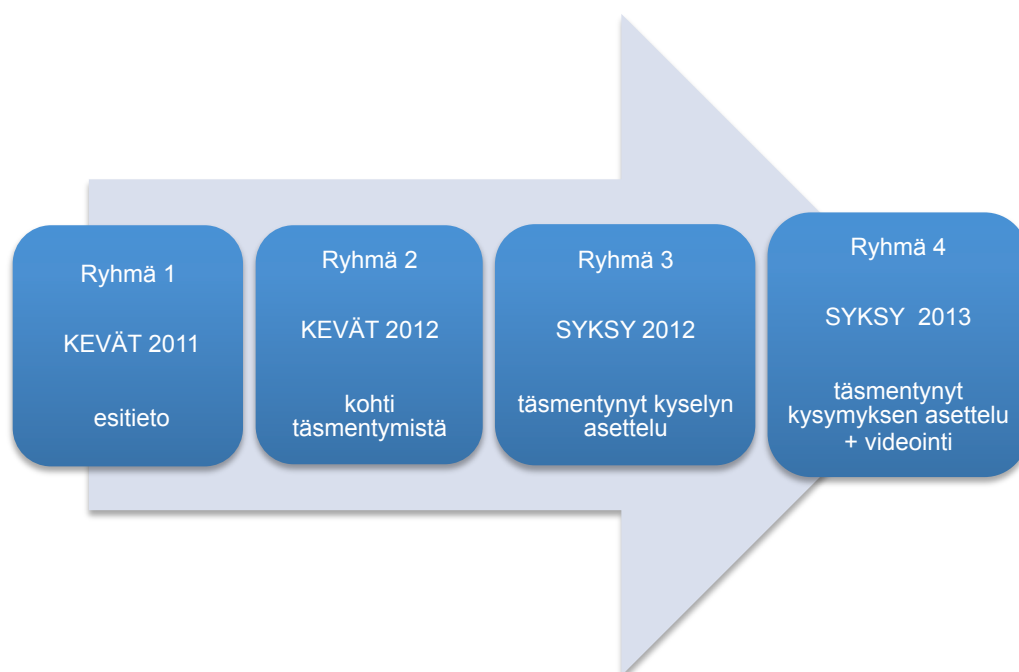 Ryhmä 1
KEVÄT 2011
esitieto
Ryhmä 2
KEVÄT 2012
kohti
täsmentymistä
Ryhmä 3
SYKSY 2012
täsmentynyt kyselyn
asettelu
Ryhmä 4
SYKSY  2013
täsmentynyt
kysymyksen asettelu
+ videointi